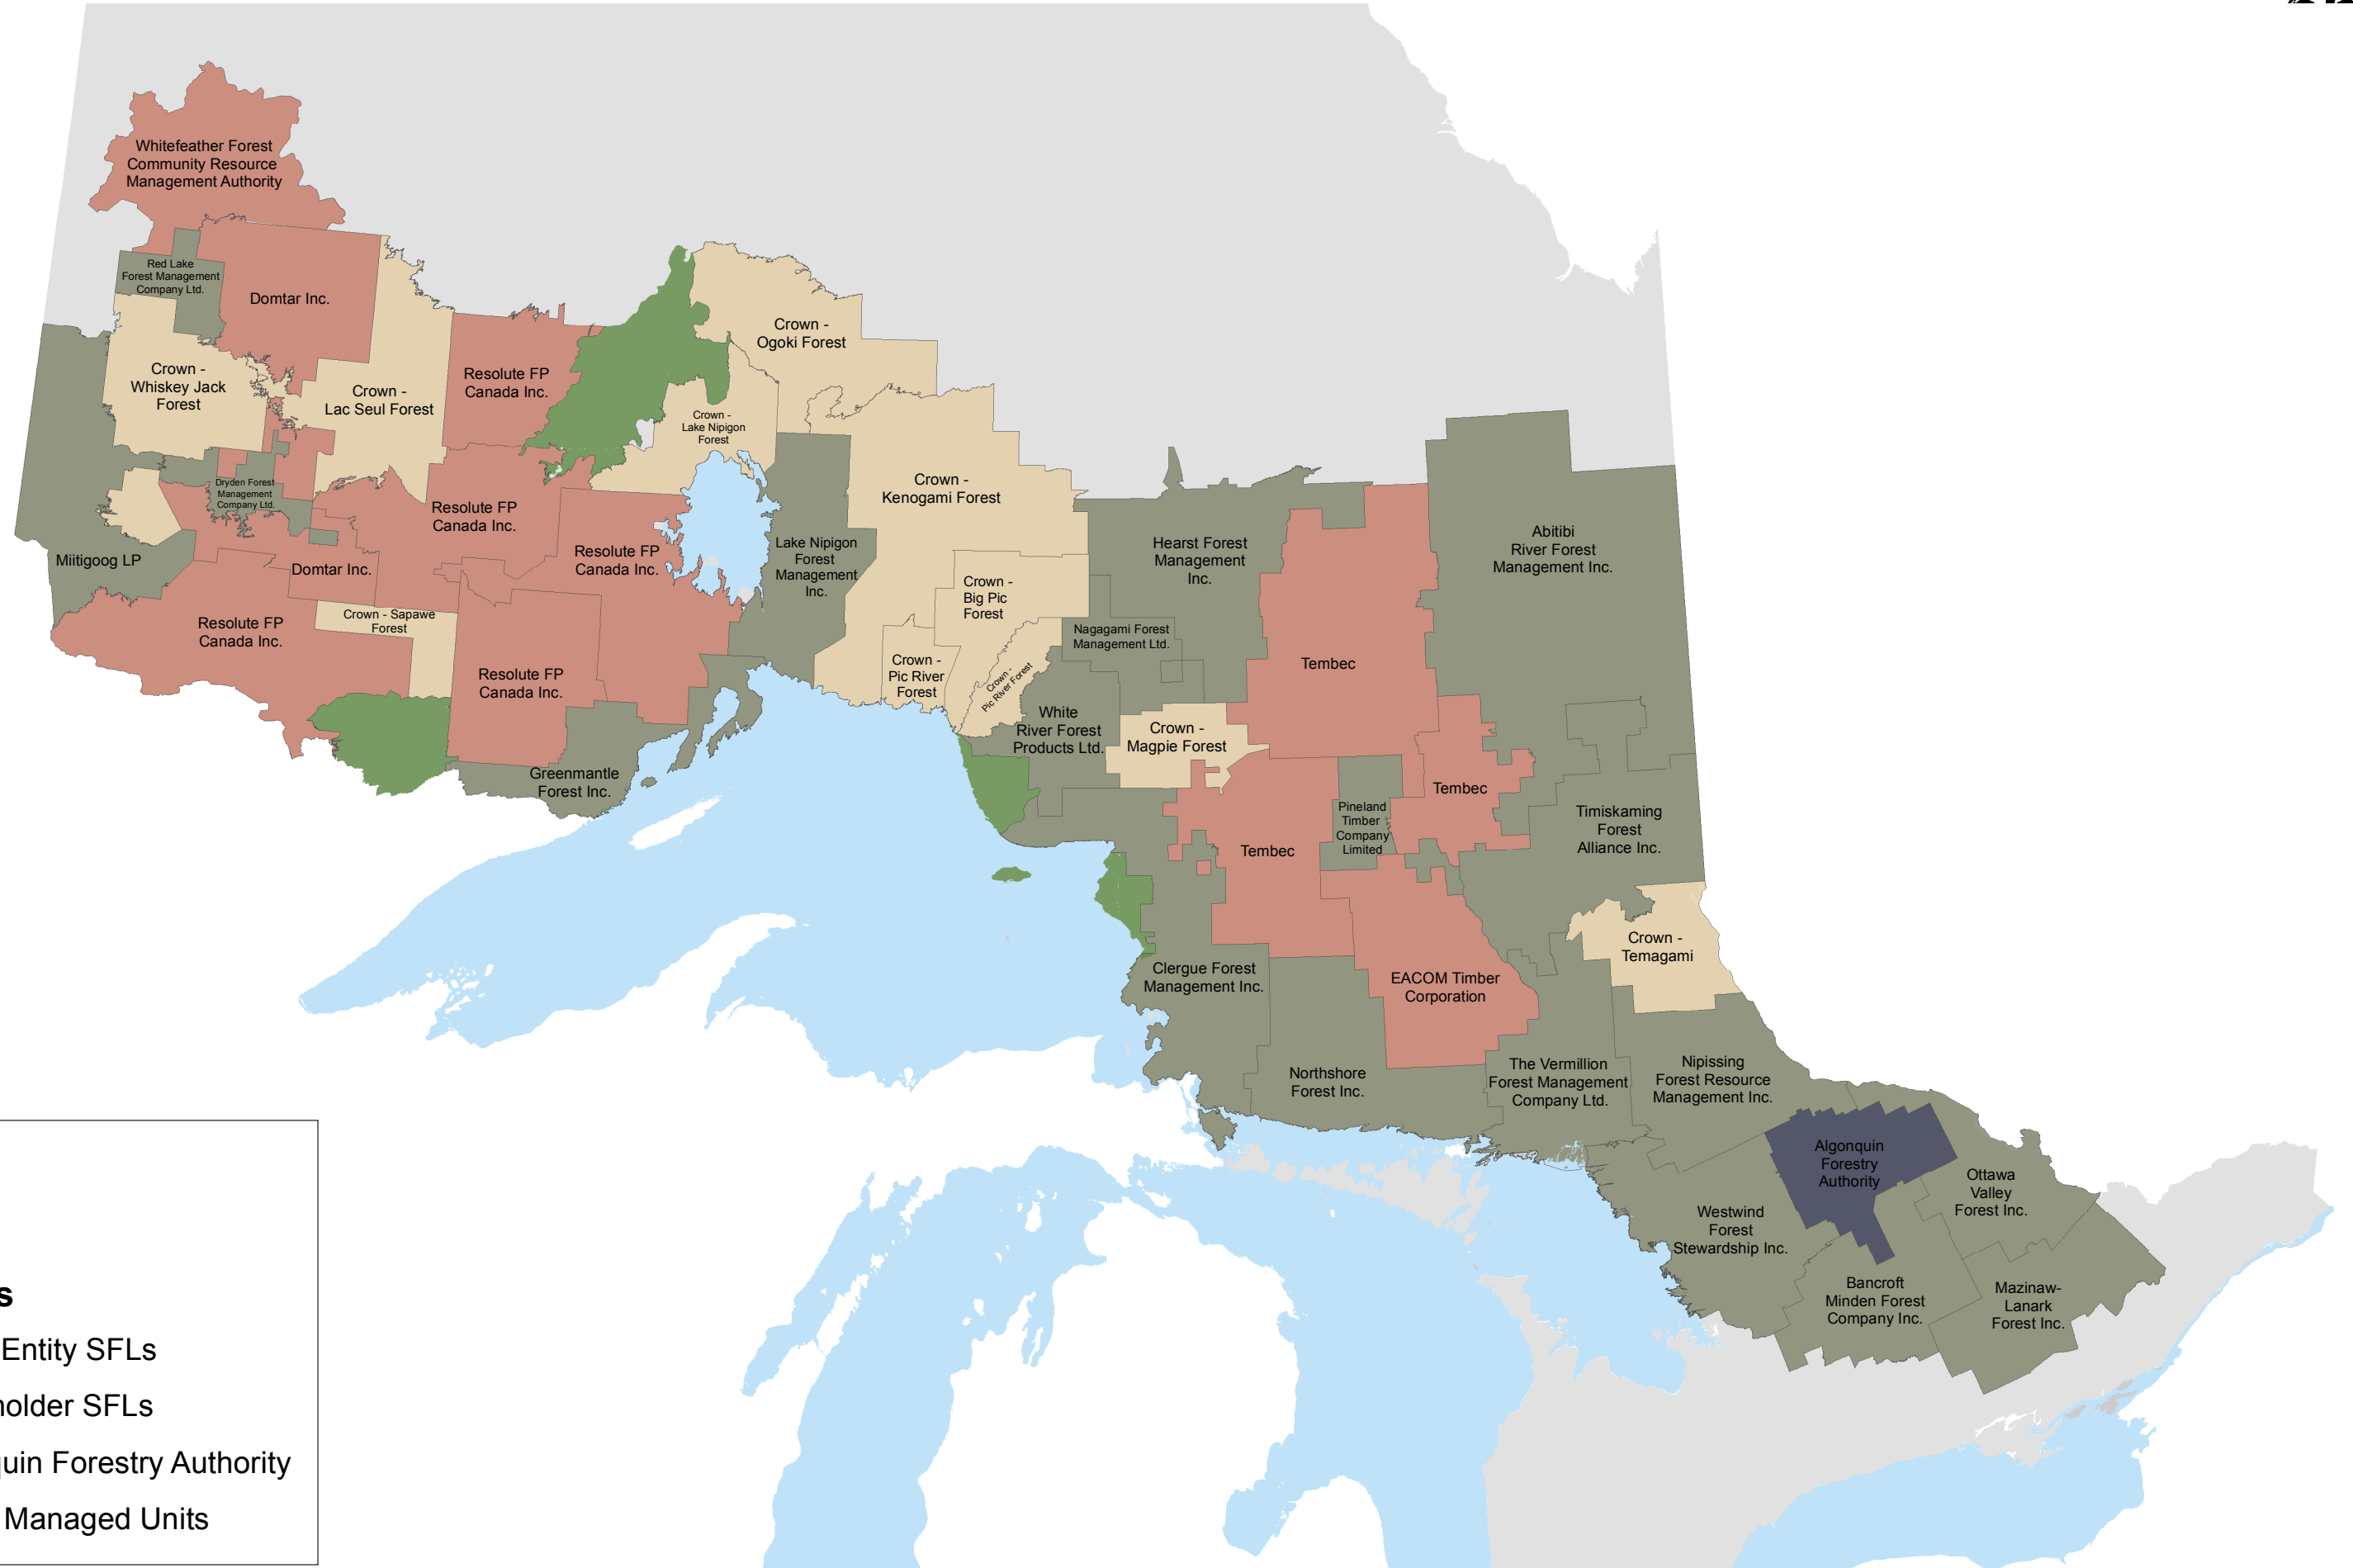 Whitefeather Forest
Community Resource
Management Authority
Red Lake
Forest Management
Company Ltd.
Domtar Inc.
Crown -
Whiskey Jack
Forest
Crown -
Lac Seul Forest
Resolute FP
Canada Inc.
Crown -
Ogoki Forest
Crown -
Lake Nipigon
Forest
Dryden Forest
Management
Company Ltd.
Resolute FP
Canada Inc.
Crown -
Kenogami Forest
Miitigoog LP
Domtar Inc.
Resolute FP
Canada Inc.
Lake Nipigon
Forest
Management
Inc.
Hearst Forest
Management
Inc.
Abitibi
River Forest
Management Inc.
Crown -
Big Pic
Forest
Resolute FP
Canada Inc.
Crown - Sapawe
Forest
Nagagami Forest
Management Ltd.
Resolute FP
Canada Inc.
Crown -
Pic River
Forest
Crown -
Pic River Forest
Tembec
White
River Forest
Products Ltd.
Crown -
Magpie Forest
Greenmantle
Forest Inc.
Tembec
Pineland
Timber
Company
Limited
Timiskaming
Forest
Alliance Inc.
Tembec
Crown -
Temagami
Clergue Forest
Management Inc.
EACOM Timber
Corporation
Northshore
Forest Inc.
The Vermillion
Forest Management
Company Ltd.
Nipissing
Forest Resource
Management Inc.
Algonquin
Forestry
Authority
Ottawa
Valley
Forest Inc.
Westwind
Forest
Stewardship Inc.
Bancroft
Minden Forest
Company Inc.
Mazinaw-
Lanark
Forest Inc.
s
Entity SFLs
holder SFLs
quin Forestry Authority
Managed Units